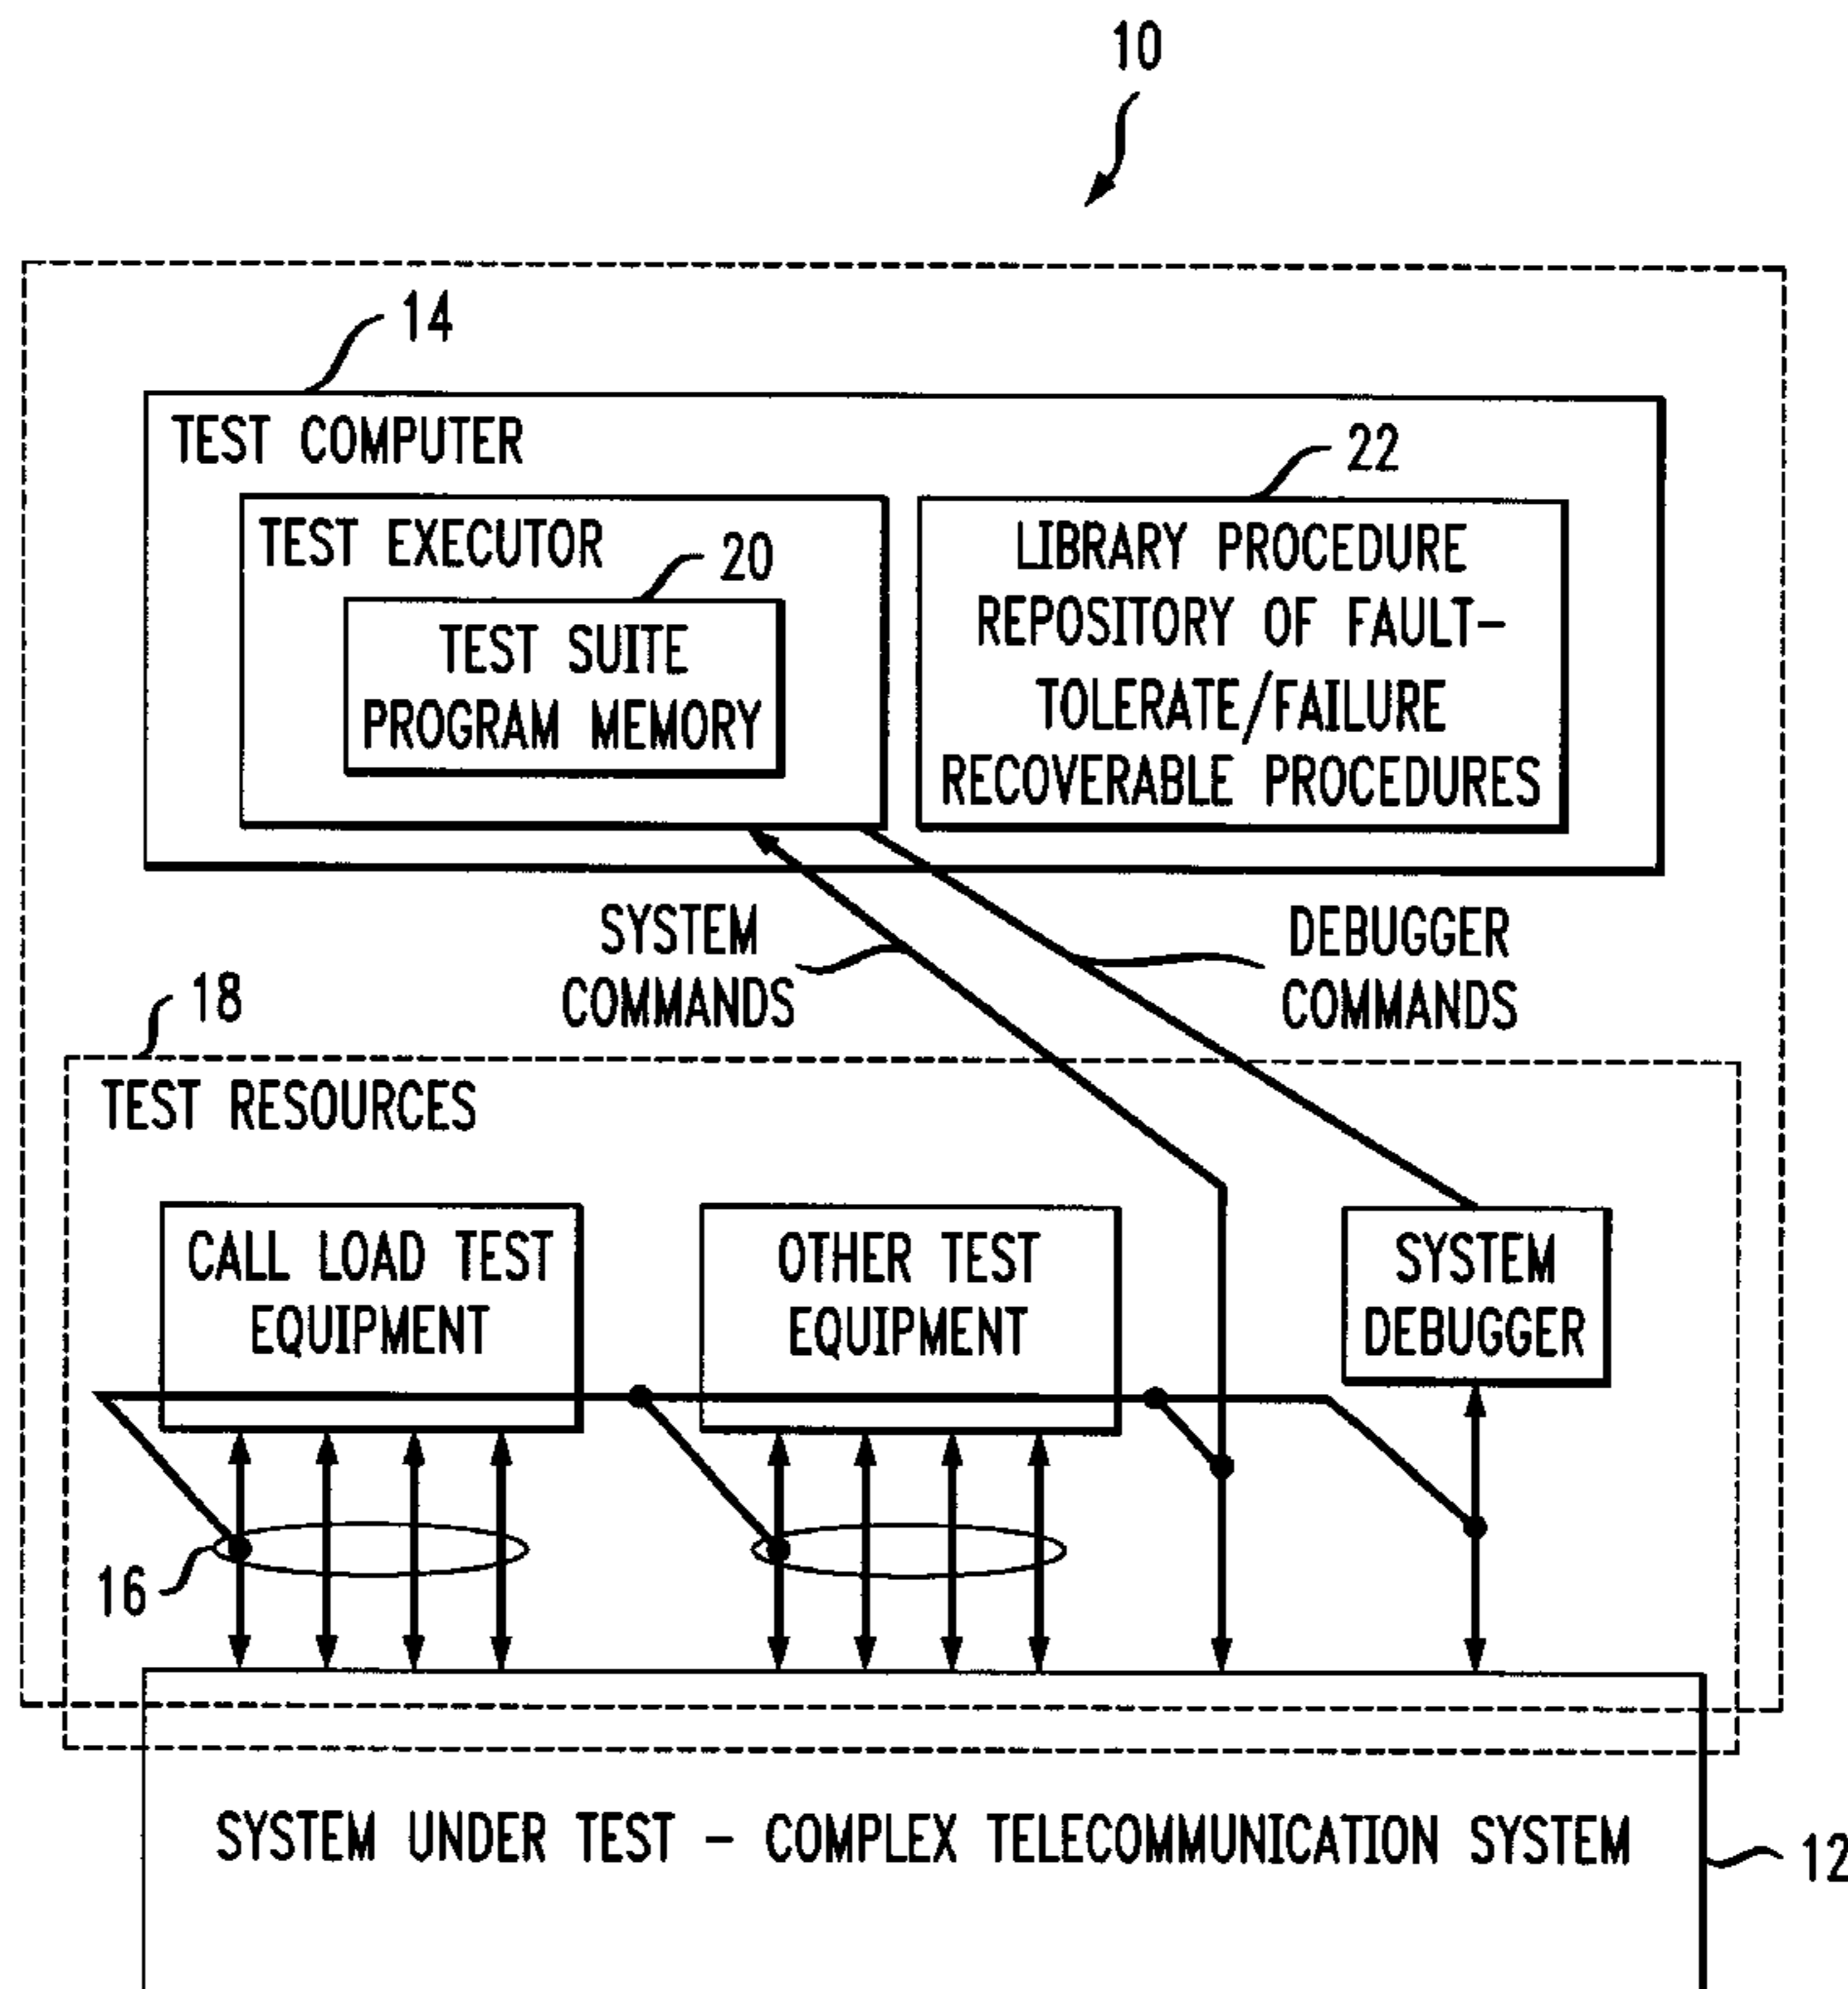 10
14
TEST COMPUTER
22
TEST EXECUTOR
20
TEST SUITE
PROGRAM MEMORY
LIBRARY PROCEDURE
REPOSITORY OF FAULT-
TOLERATE/FAILURE
RECOVERABLE PROCEDURES
SYSTEM
COMMANDS
DEBUGGER
COMMANDS
18
TEST RESOURCES
CALL LOAD TEST
EQUIPMENT
OTHER TEST
EQUIPMENT
SYSTEM
DEBUGGER
16
SYSTEM UNDER TEST - COMPLEX TELECOMMUNICATION SYSTEM
12